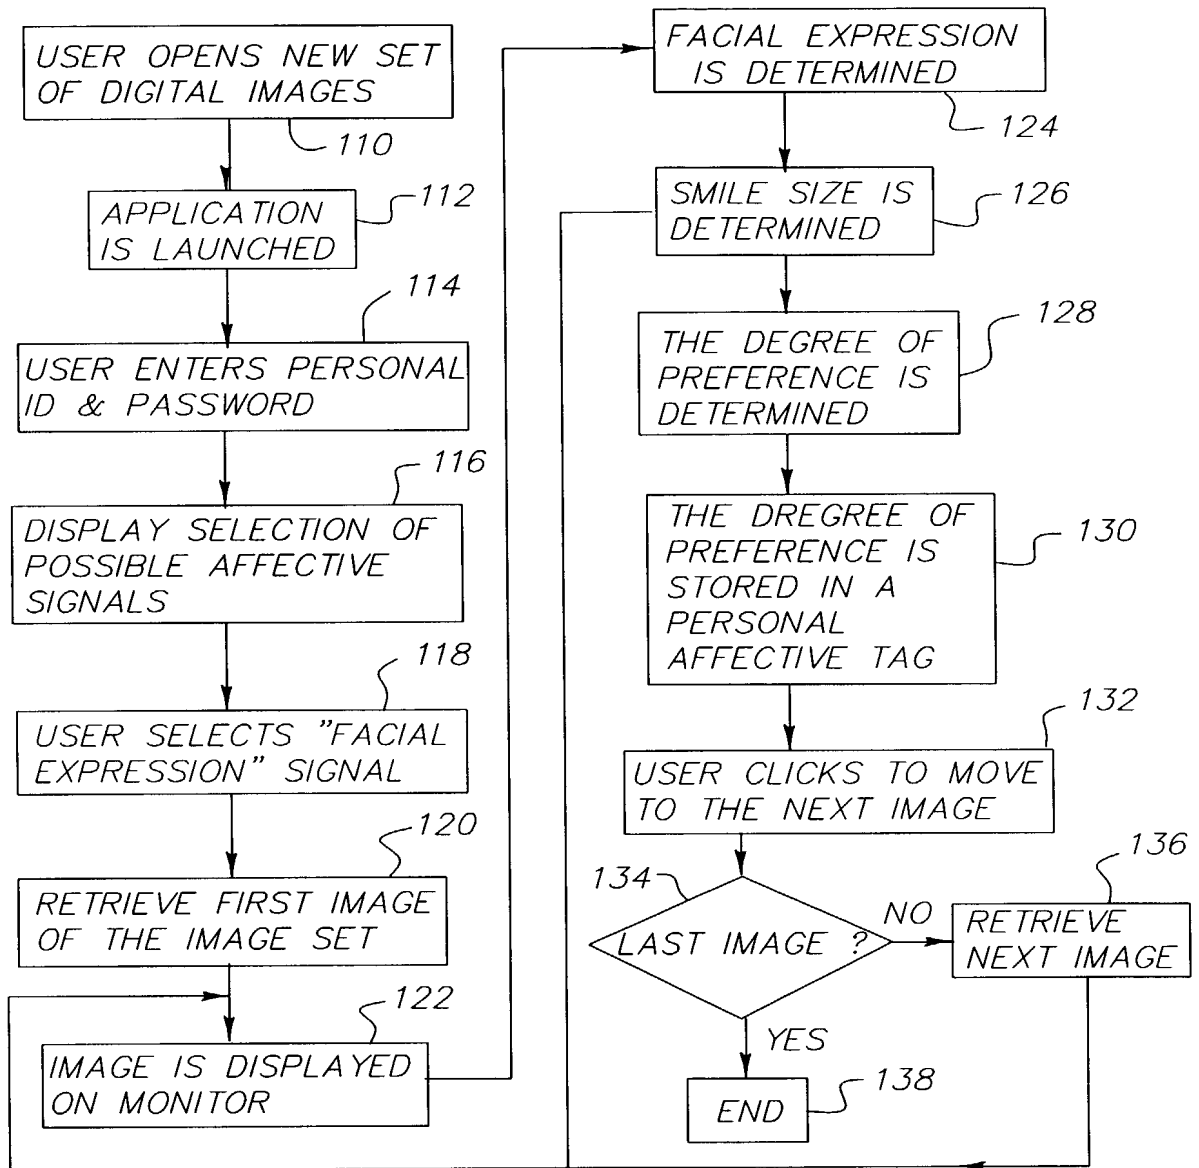 USER OPENS NEW SET
OF DIGITAL IMAGES
110
APPLICATION
IS LAUNCHED
112
114
USER ENTERS PERSONAL
ID & PASSWORD
116
DISPLAY SELECTION OF
POSSIBLE AFFECTIVE
SIGNALS
118
USER SELECTS "FACIAL
EXPRESSION" SIGNAL
120
RETRIEVE FIRST IMAGE
OF THE IMAGE SET
122
IMAGE IS DISPLAYED
ON MONITOR
FACIAL EXPRESSION
IS DETERMINED
124
SMILE SIZE IS
DETERMINED
126
128
THE DEGREE OF
PREFERENCE IS
DETERMINED
THE DREGREE OF
PREFERENCE IS
STORED IN A
PERSONAL
AFFECTIVE TAG
130
132
USER CLICKS TO MOVE
TO THE NEXT IMAGE
134
LAST IMAGE ?
NO
136
RETRIEVE
NEXT IMAGE
YES
END
138